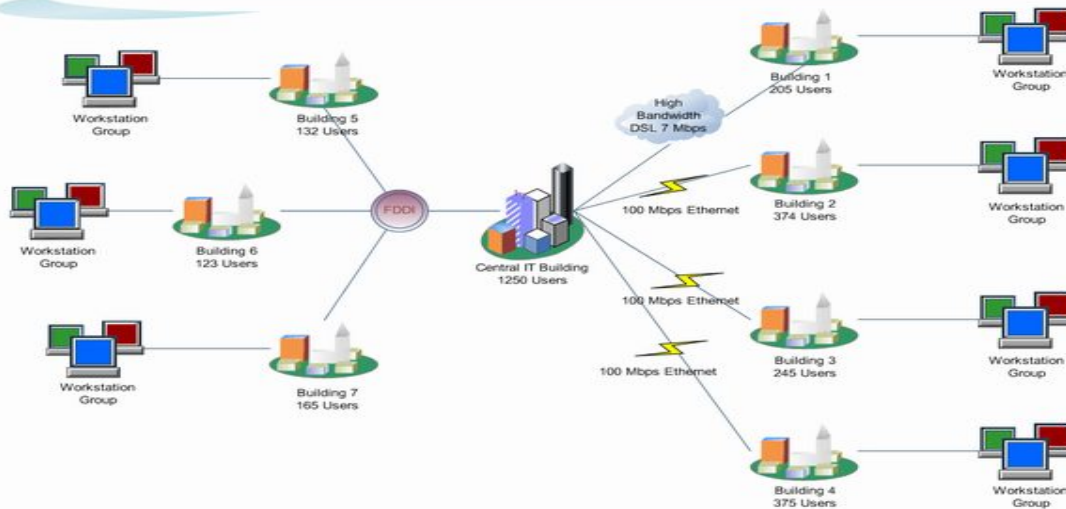 Workstation
Group
Building 5
132 Users
Workstation
Group
Building 6
123 Users
Workstation
Group
Building 7
165 Users
FDDI
Central IT Building
1250 Users
High
Bandwidth
DSL 7 Mbps
100 Mbps Ethernet
100 Mbps Ethernet
100 Mbps Ethernet
Building 1
205 Users
Workstation
Group
Building 2
374 Users
Workstation
Group
Building 3
245 Users
Workstation
Group
Building 4
375 Users
Workstation
Group